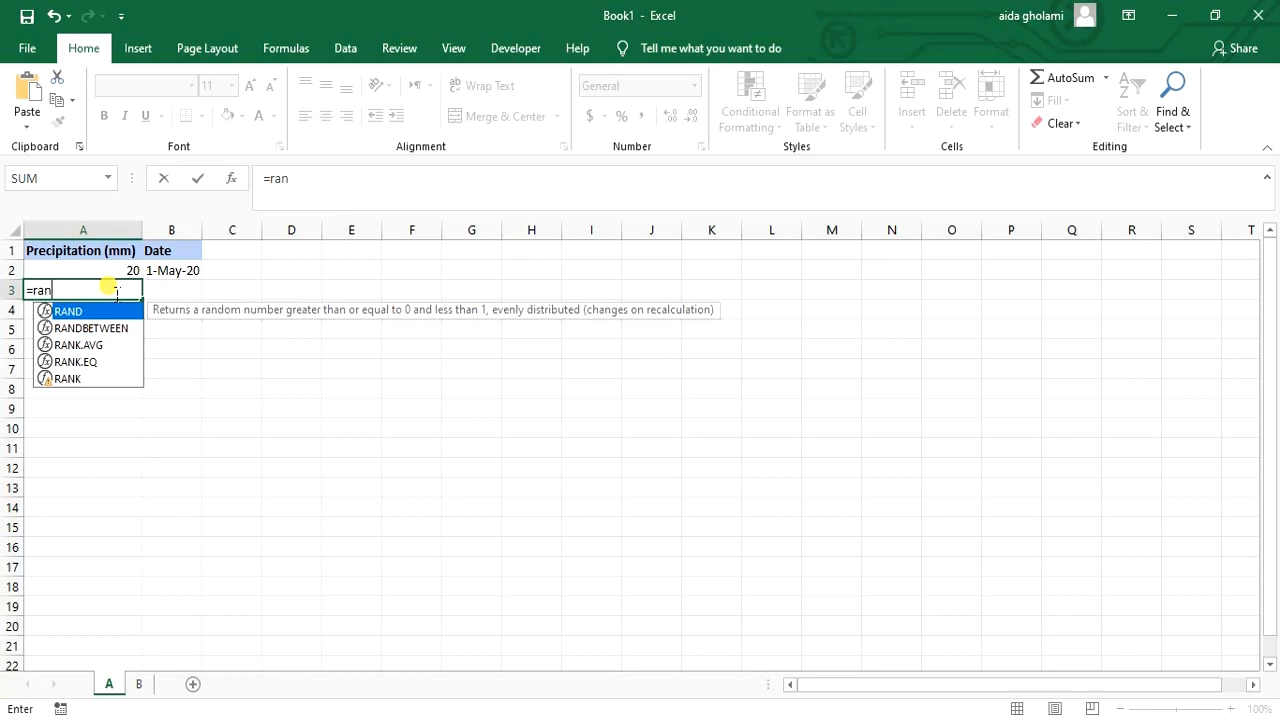 Book1 - Excel
aida gholami
File Home Insert Page Layout Formulas Data Review View Developer Help Tell me what you want to do Share
Paste
Clipboard
11
B I U A
Font
Wrap Text
Merge & Center
Alignment
General
$ % ,
Number
Conditional Formatting
Format as Table
Cell Styles
Styles
Insert Delete Format
Cells
AutoSum
Fill
Clear
Sort & Filter
Find & Select
Editing
SUM fx =ran
A B C D E F G H I J K L M N O P Q R S T
1 Precipitation (mm) Date
2 20 1-May-20
3 =ran
4 RAND Returns a random number greater than or equal to 0 and less than 1, evenly distributed (changes on recalculation)
5 RANDBETWEEN
6 RANK.AVG
7 RANK.EQ
8 RANK
9
10
11
12
13
14
15
16
17
18
19
20
21
22
A B
Enter 100%